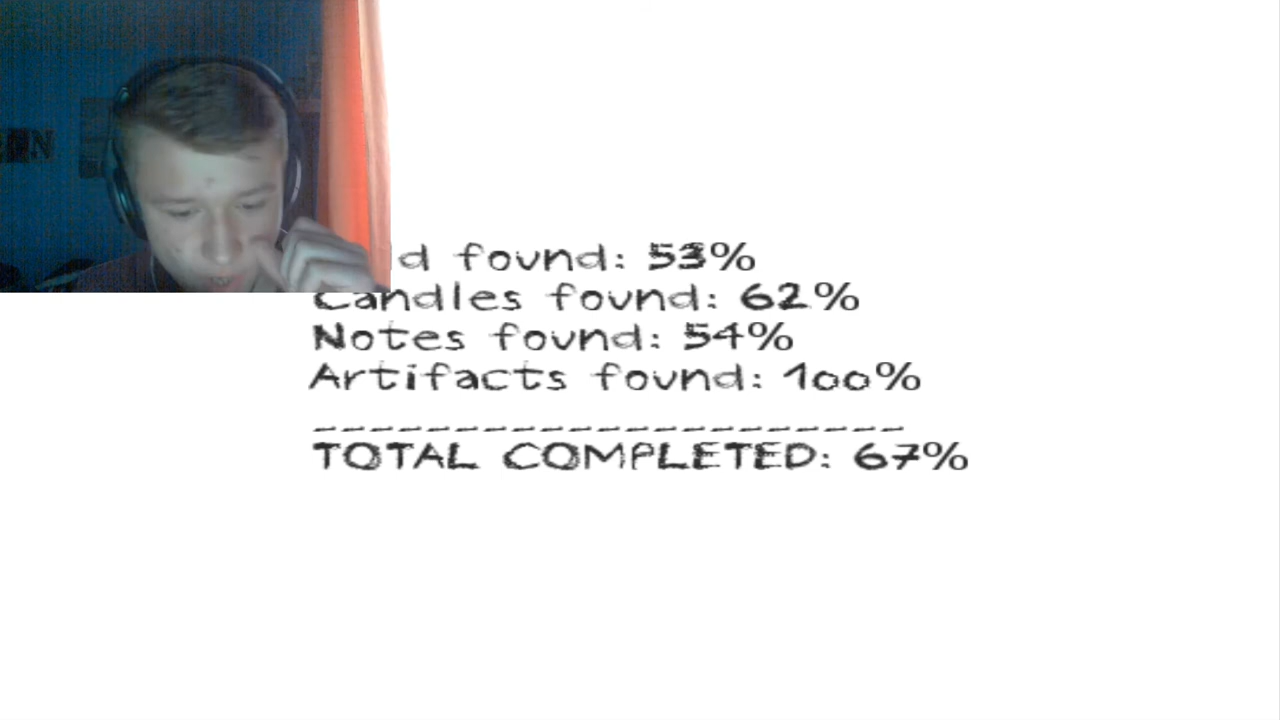 found: 53%
Candles found: 62%
Notes found: 54%
Artifacts found: 100%
TOTAL COMPLETED: 67%